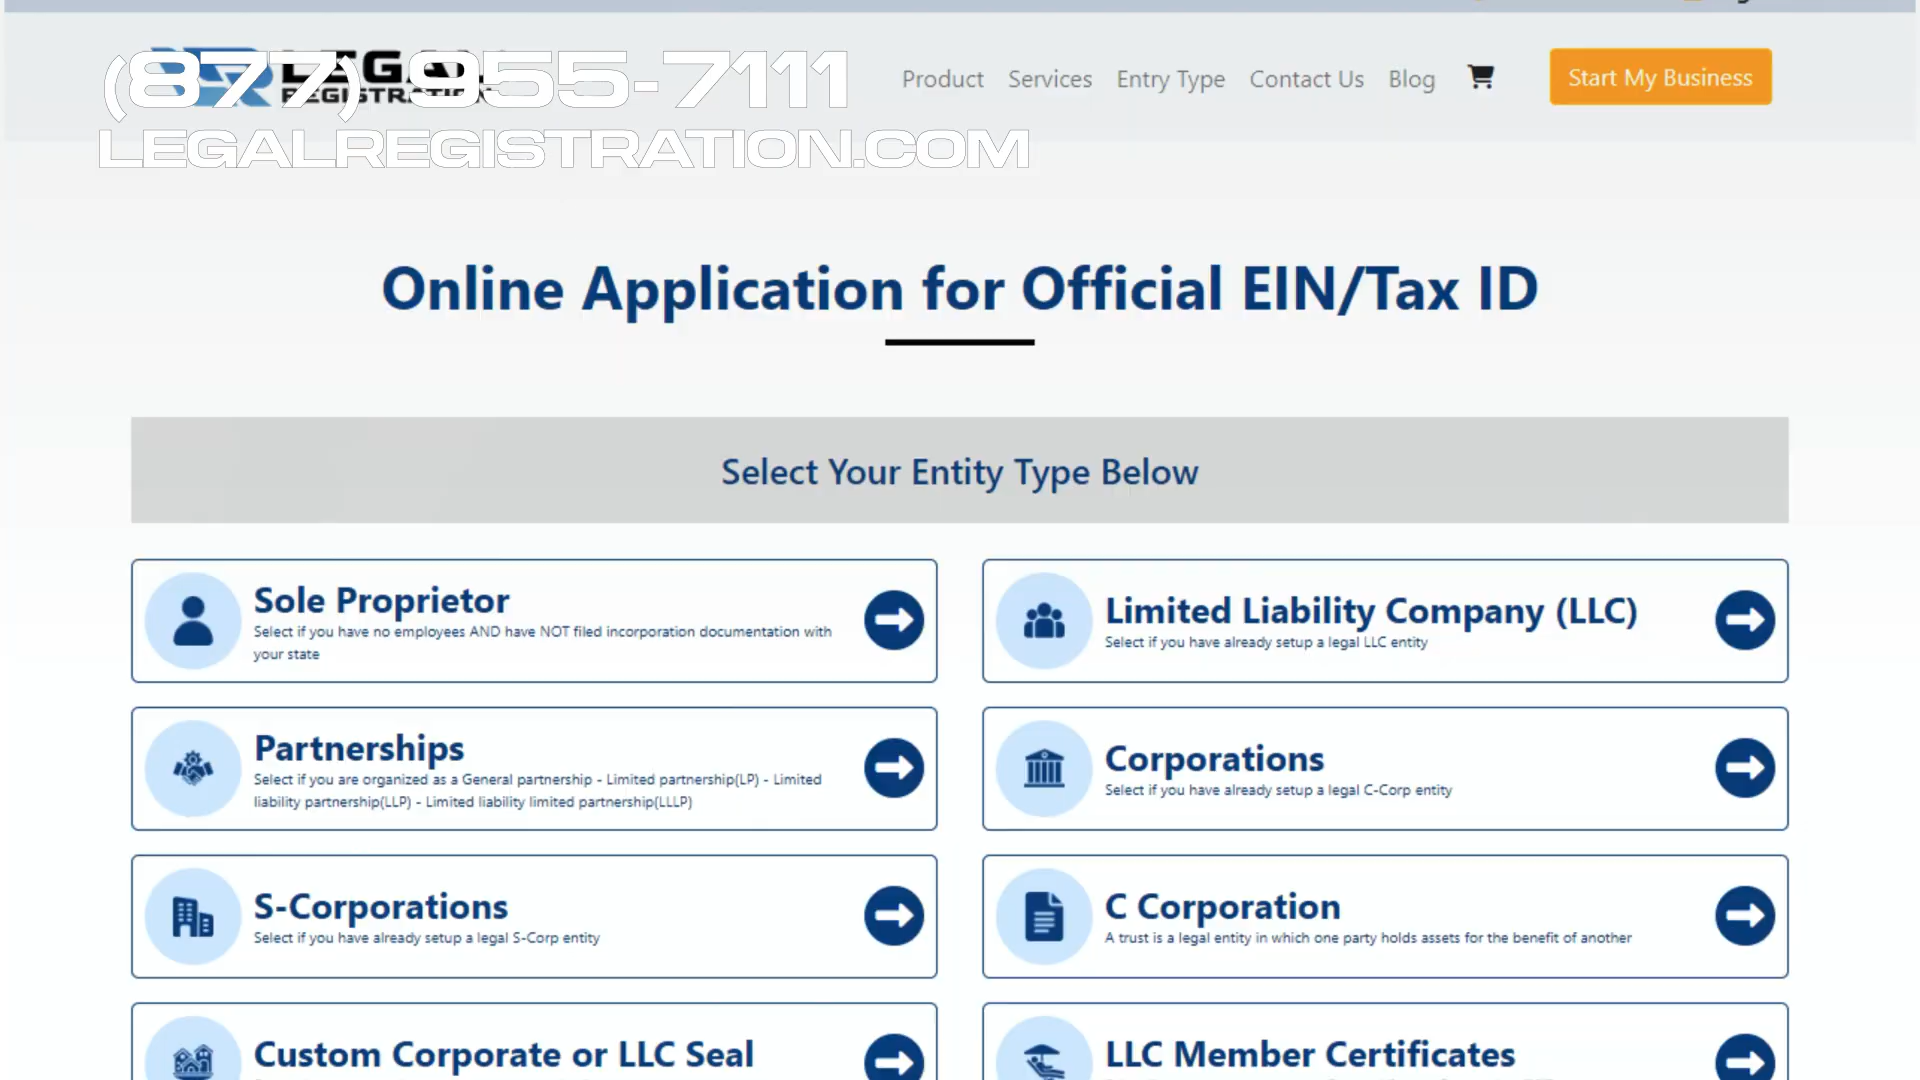 (877) 955-7111
LEGAL
REGISTRATION
LEGALREGISTRATION.COM
Product Services Entry Type Contact Us Blog Start My Business
Online Application for Official EIN/Tax ID
Select Your Entity Type Below
Sole Proprietor
Select if you have no employees AND have NOT filed incorporation documentation with
your state
Limited Liability Company (LLC)
Select if you have already setup a legal LLC entity
Partnerships
Select if you are organized as a General partnership - Limited partnership(LP) - Limited
liability partnership(LLP) - Limited liability limited partnership(LLLP)
Corporations
Select if you have already setup a legal C-Corp entity
S-Corporations
Select if you have already setup a legal S-Corp entity
C Corporation
A trust is a legal entity in which one party holds assets for the benefit of another
Custom Corporate or LLC Seal
LLC Member Certificates